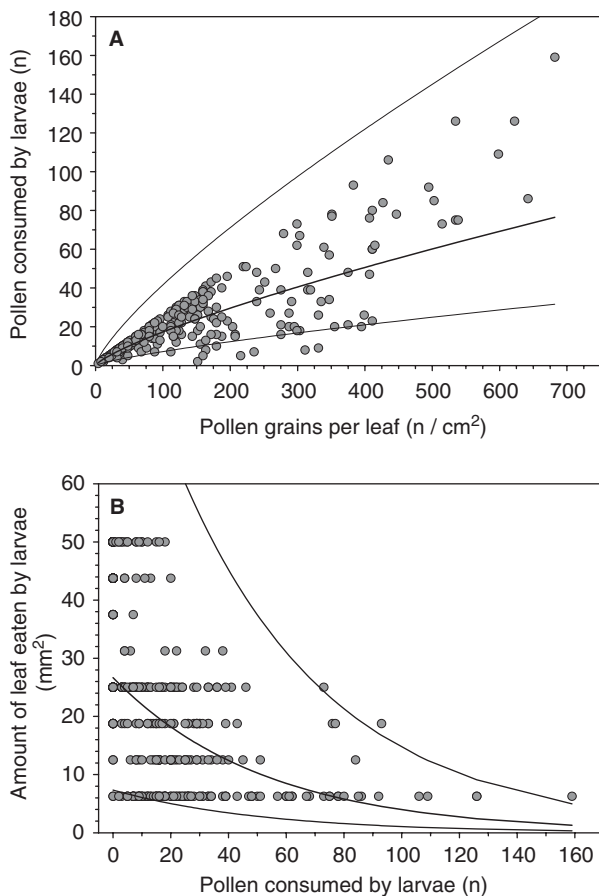 A
Pollen consumed by larvae (n)
180
160
140
120
100
80
60
40
20
0
0 100 200 300 400 500 600 700
Pollen grains per leaf (n / cm²)
B
Amount of leaf eaten by larvae
(mm²)
60
50
40
30
20
10
0
0 20 40 60 80 100 120 140 160
Pollen consumed by larvae (n)